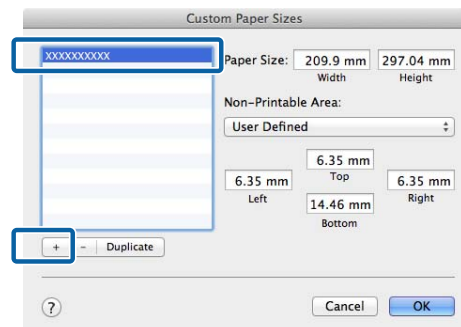 Custom Paper Sizes
XXXXXXXXXX
Paper Size: 209.9 mm 297.04 mm
Width Height
Non-Printable Area:
User Defined
6.35 mm
Top
6.35 mm 6.35 mm
Left Right
14.46 mm
Bottom
+ - Duplicate
? Cancel OK